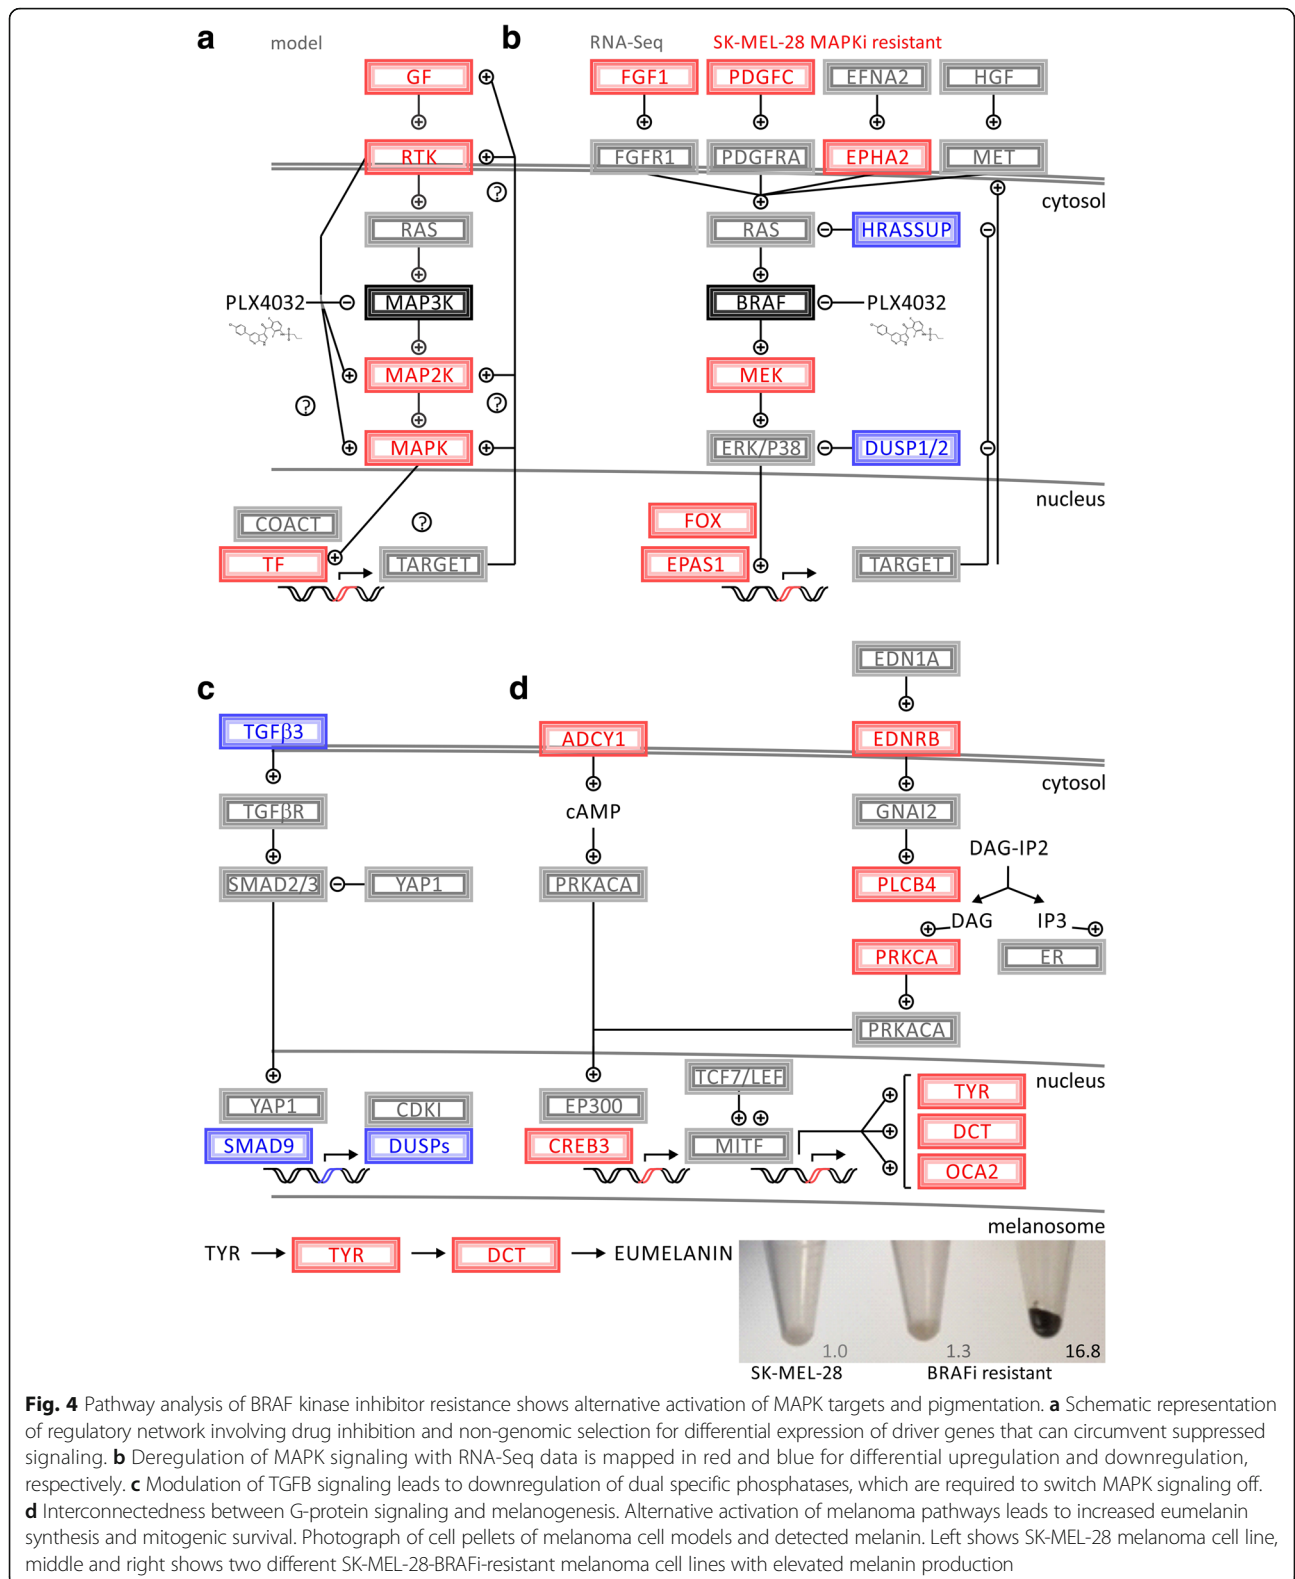 a
model
GF
RTK
RAS
PLX4032
MAP3K
MAP2K
MAPK
?
?
?
?
COACT
TF
TARGET
b
RNA-Seq
SK-MEL-28 MAPKi resistant
FGF1
PDGFC
EFNA2
HGF
FGFR1
PDGFRA
EPHA2
MET
cytosol
RAS
HRASSUP
BRAF
PLX4032
MEK
ERK/P38
DUSP1/2
nucleus
FOX
EPAS1
TARGET
c
TGFβ3
TGFβR
SMAD2/3
YAP1
YAP1
CDKI
SMAD9
DUSPs
d
EDN1A
ADCY1
EDNRB
cytosol
cAMP
GNAI2
DAG-IP2
PRKACA
PLCB4
DAG
IP3
PRKCA
ER
PRKACA
nucleus
TCF7/LEF
EP300
CREB3
MITF
TYR
DCT
OCA2
melanosome
TYR
TYR
DCT
EUMELANIN
1.0
1.3
16.8
SK-MEL-28
BRAFi resistant
Fig. 4 Pathway analysis of BRAF kinase inhibitor resistance shows alternative activation of MAPK targets and pigmentation. a Schematic representation
of regulatory network involving drug inhibition and non-genomic selection for differential expression of driver genes that can circumvent suppressed
signaling. b Deregulation of MAPK signaling with RNA-Seq data is mapped in red and blue for differential upregulation and downregulation,
respectively. c Modulation of TGFB signaling leads to downregulation of dual specific phosphatases, which are required to switch MAPK signaling off.
d Interconnectedness between G-protein signaling and melanogenesis. Alternative activation of melanoma pathways leads to increased eumelanin
synthesis and mitogenic survival. Photograph of cell pellets of melanoma cell models and detected melanin. Left shows SK-MEL-28 melanoma cell line,
middle and right shows two different SK-MEL-28-BRAFi-resistant melanoma cell lines with elevated melanin production